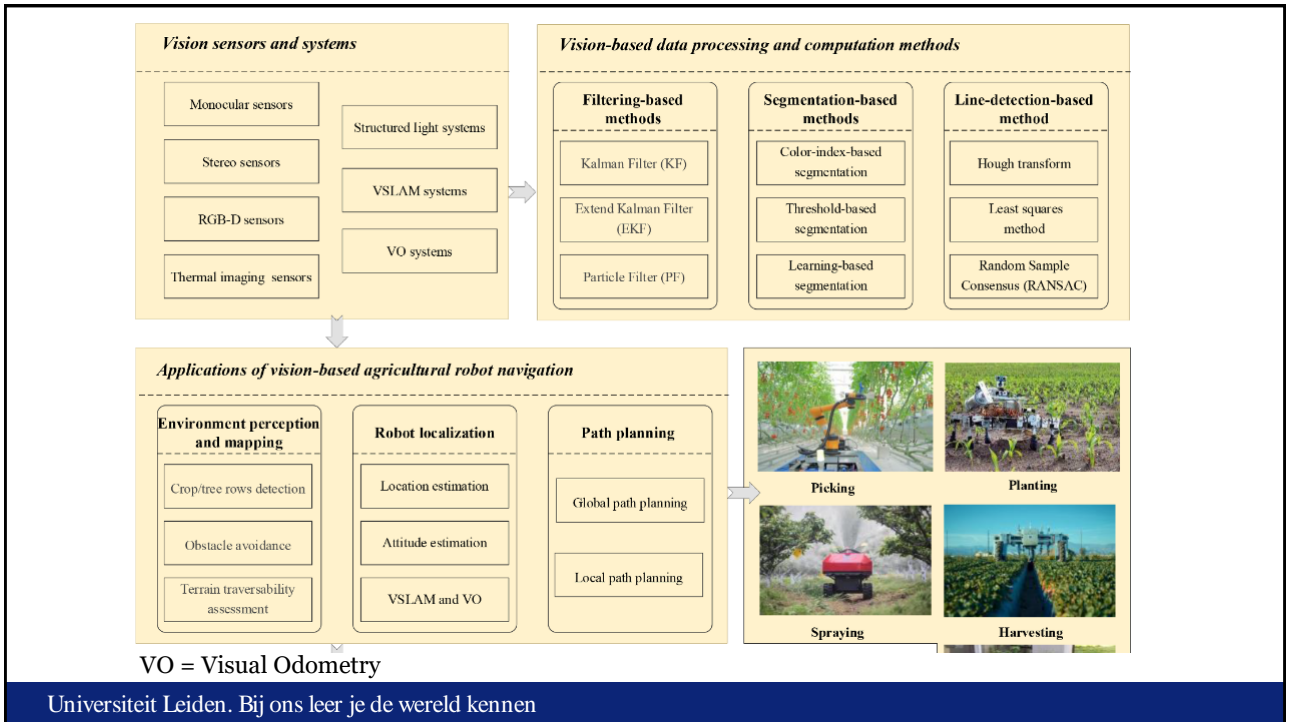 Vision sensors and systems
Monocular sensors
Stereo sensors
RGB-D sensors
Thermal imaging sensors
Structured light systems
VSLAM systems
VO systems
Vision-based data processing and computation methods
Filtering-based
methods
Kalman Filter (KF)
Extend Kalman Filter
(EKF)
Particle Filter (PF)
Segmentation-based
methods
Color-index-based
segmentation
Threshold-based
segmentation
Learning-based
segmentation
Line-detection-based
method
Hough transform
Least squares
method
Random Sample
Consensus (RANSAC)
Applications of vision-based agricultural robot navigation
Environment perception
and mapping
Crop/tree rows detection
Obstacle avoidance
Terrain traversability
assessment
Robot localization
Location estimation
Attitude estimation
VSLAM and VO
Path planning
Global path planning
Local path planning
Picking
Planting
Spraying
Harvesting
VO = Visual Odometry
Universiteit Leiden. Bij ons leer je de wereld kennen